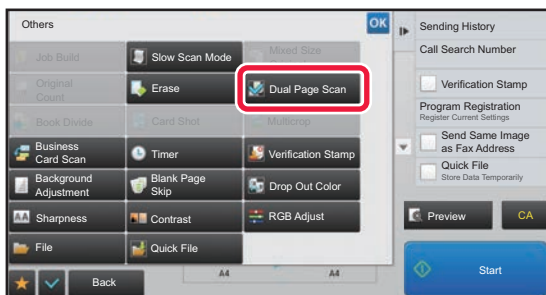 Others
OK
Job Build
Slow Scan Mode
Mixed Size
Original
Count
Erase
Dual Page Scan
Book Divide
Card Shot
Multicrop
Business
Card Scan
Timer
Verification Stamp
Background
Adjustment
Blank Page
Skip
Drop Out Color
AA
Sharpness
Contrast
RGB Adjust
File
Quick File
Back
A4
A4
Sending History
Call Search Number
Verification Stamp
Program Registration
Register Current Settings
Send Same Image
as Fax Address
Quick File
Store Data Temporarily
Preview
CA
Start